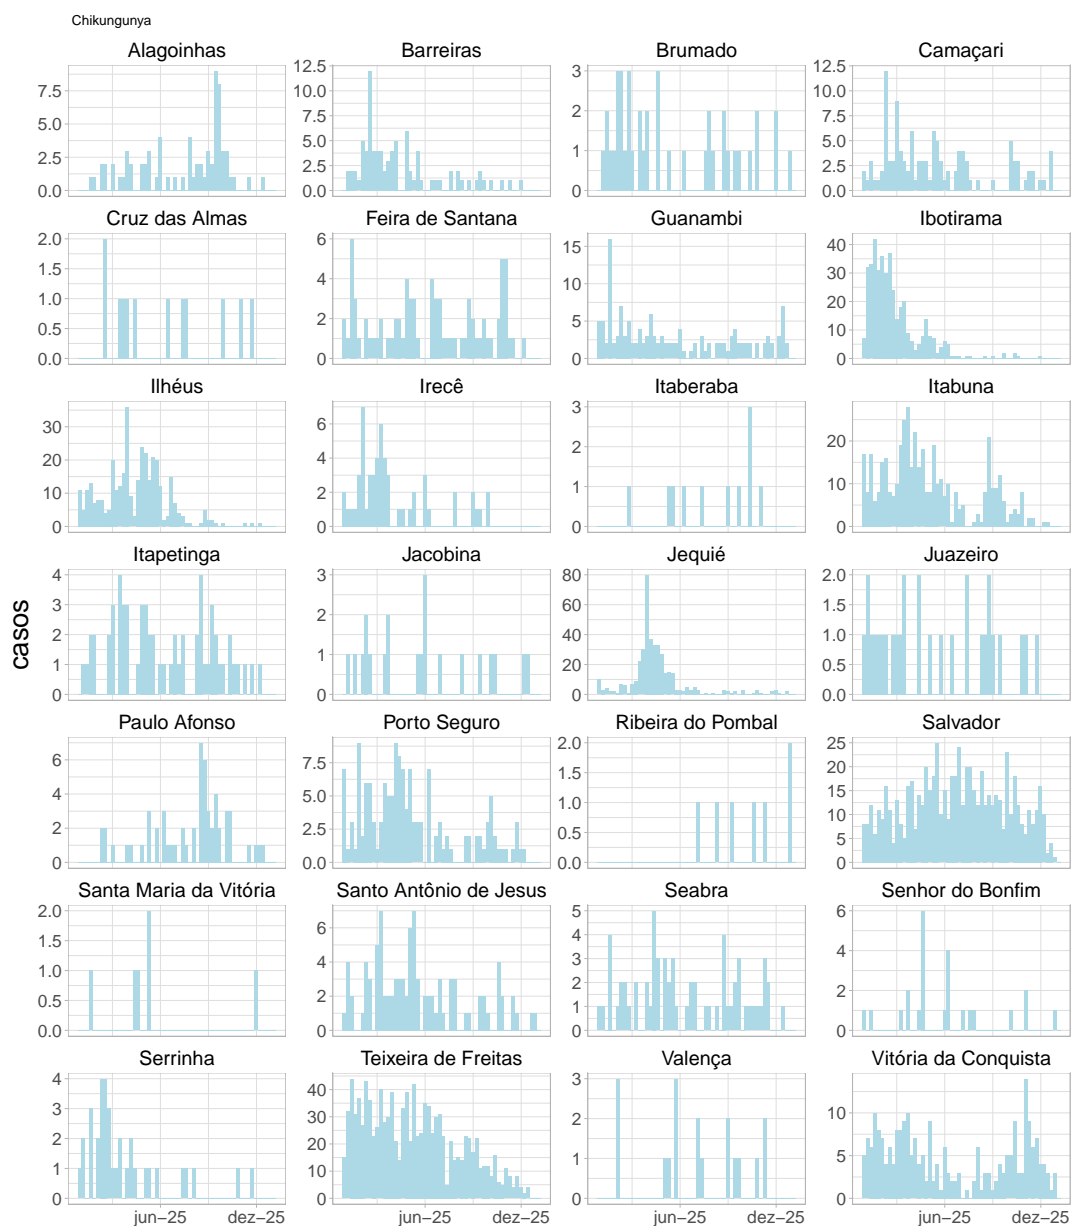 Chikungunya
Alagoinhas Barreiras Brumado Camaçari
7.5 5.0 2.5 0.0
12.5 10.0 7.5 5.0 2.5 0.0
3 2 1 0
12.5 10.0 7.5 5.0 2.5 0.0
Cruz das Almas Feira de Santana Guanambi Ibotirama
2.0 1.5 1.0 0.5 0.0
6 4 2 0
15 10 5 0
40 30 20 10 0
Ilhéus Irecê Itaberaba Itabuna
30 20 10 0
6 4 2 0
3 2 1 0
20 10 0
Itapetinga Jacobina Jequié Juazeiro
4 3 2 1 0
3 2 1 0
80 60 40 20 0
2.0 1.5 1.0 0.5 0.0
casos
Paulo Afonso Porto Seguro Ribeira do Pombal Salvador
6 4 2 0
7.5 5.0 2.5 0.0
2.0 1.5 1.0 0.5 0.0
25 20 15 10 5 0
Santa Maria da Vitória Santo Antônio de Jesus Seabra Senhor do Bonfim
2.0 1.5 1.0 0.5 0.0
6 4 2 0
5 4 3 2 1 0
6 4 2 0
Serrinha Teixeira de Freitas Valença Vitória da Conquista
4 3 2 1 0
40 30 20 10 0
3 2 1 0
10 5 0
jun–25 dez–25 jun–25 dez–25 jun–25 dez–25 jun–25 dez–25